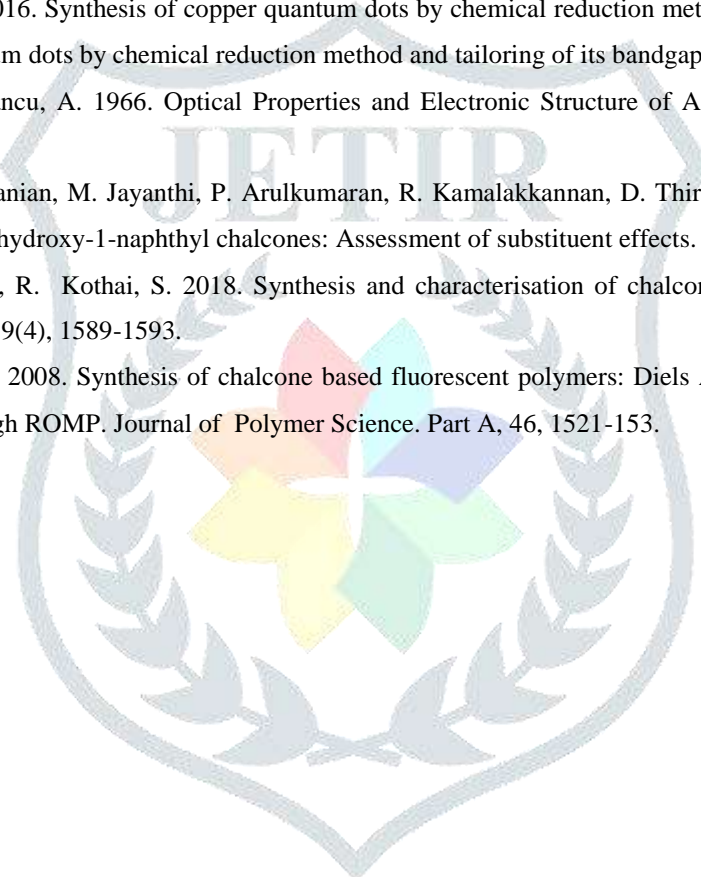 016. Synthesis of copper quantum dots by chemical reduction met
m dots by chemical reduction method and tailoring of its bandgap
ncu, A. 1966. Optical Properties and Electronic Structure of A
JETIR
anian, M. Jayanthi, P. Arulkumaran, R. Kamalakkannan, D. Thir
hydroxy-1-naphthyl chalcones: Assessment of substituent effects.
, R. Kothai, S. 2018. Synthesis and characterisation of chalcon
9(4), 1589-1593.
2008. Synthesis of chalcone based fluorescent polymers: Diels A
gh ROMP. Journal of Polymer Science. Part A, 46, 1521-153.